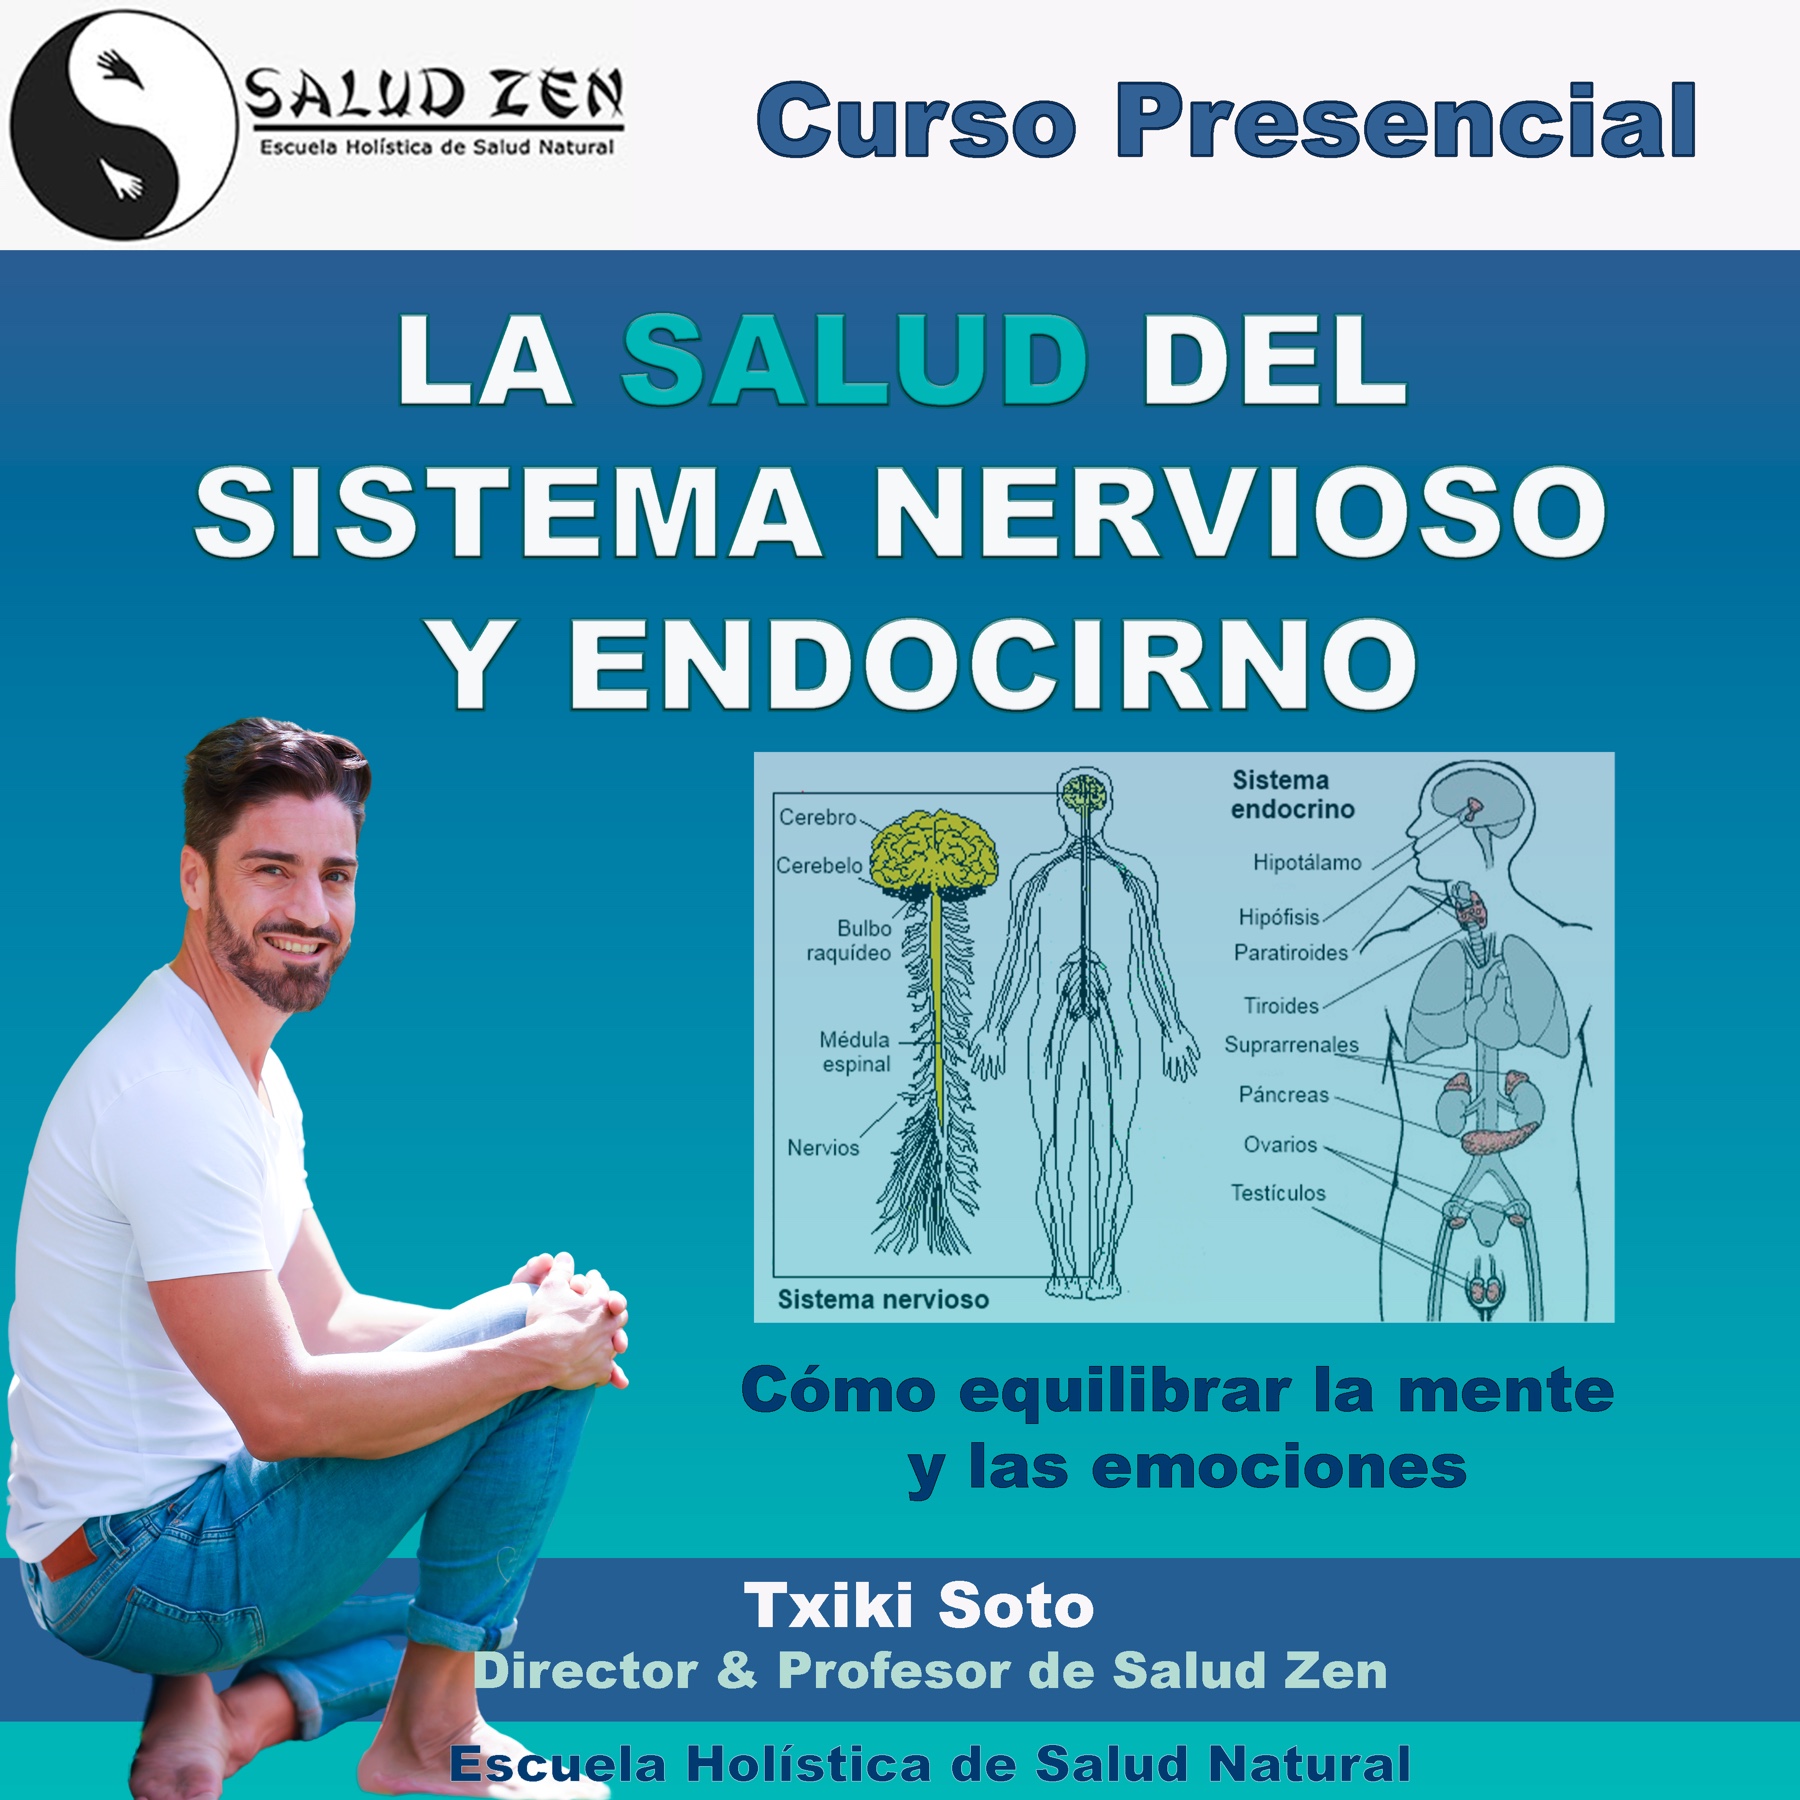 SALUD ZEN
Escuela Holística de Salud Natural
Curso Presencial
LA SALUD DEL
SISTEMA NERVIOSO
Y ENDOCIRNO
Cerebro
Cerebelo
Bulbo
raquídeo
Médula
espinal
Nervios
Sistema nervioso
Sistema
endocrino
Hipotálamo
Hipófisis
Paratiroides
Tiroides
Suprarrenales
Páncreas
Ovarios
Testículos
Cómo equilibrar la mente
y las emociones
Txiki Soto
Director & Profesor de Salud Zen
Escuela Holística de Salud Natural